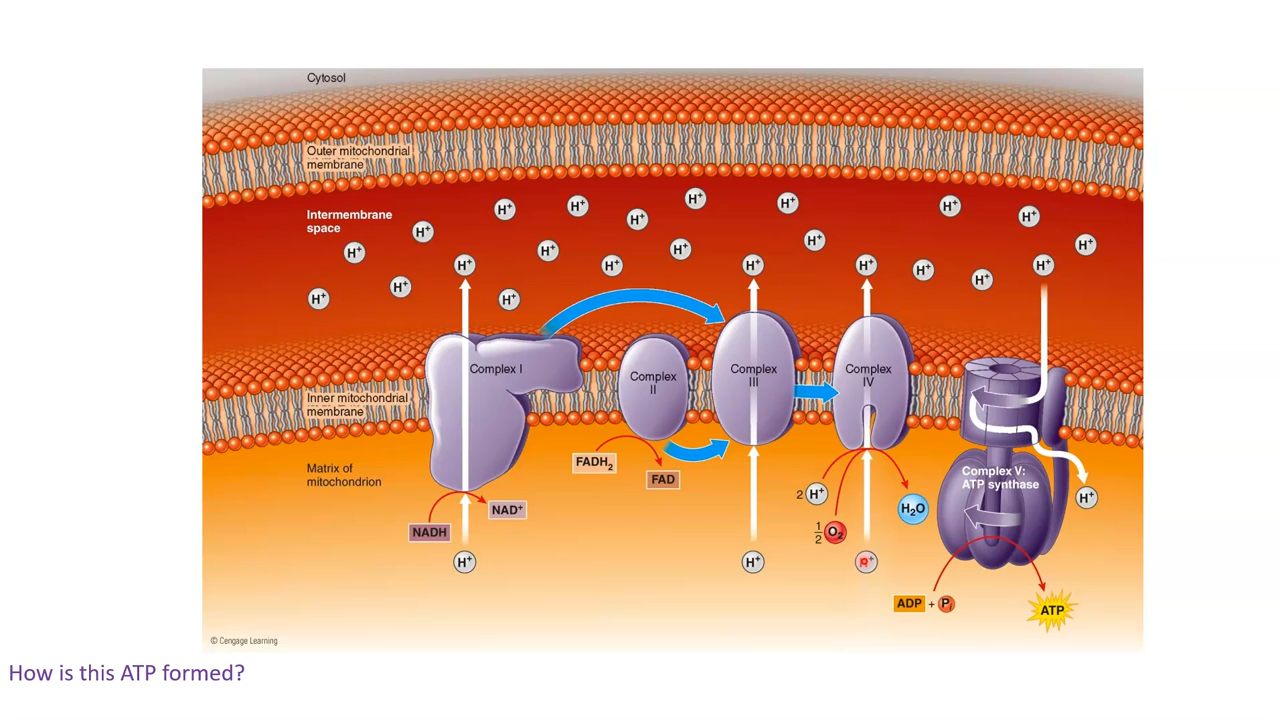 Cytosol
Outer mitochondrial
membrane
Intermembrane
space
H⁺ H⁺ H⁺ H⁺ H⁺ H⁺ H⁺
H⁺ H⁺ H⁺ H⁺ H⁺ H⁺ H⁺
H⁺ H⁺ H⁺ H⁺ H⁺ H⁺ H⁺
H⁺ H⁺ H⁺
Complex I
Complex
II
Complex
III
Complex
IV
Inner mitochondrial
membrane
Matrix of
mitochondrion
FADH₂
FAD
Complex V:
ATP synthase
NADH
NAD⁺
2 H⁺
½ O₂
H₂O
H⁺
H⁺
H⁺
ADP + Pᵢ
ATP
© Cengage Learning
How is this ATP formed?